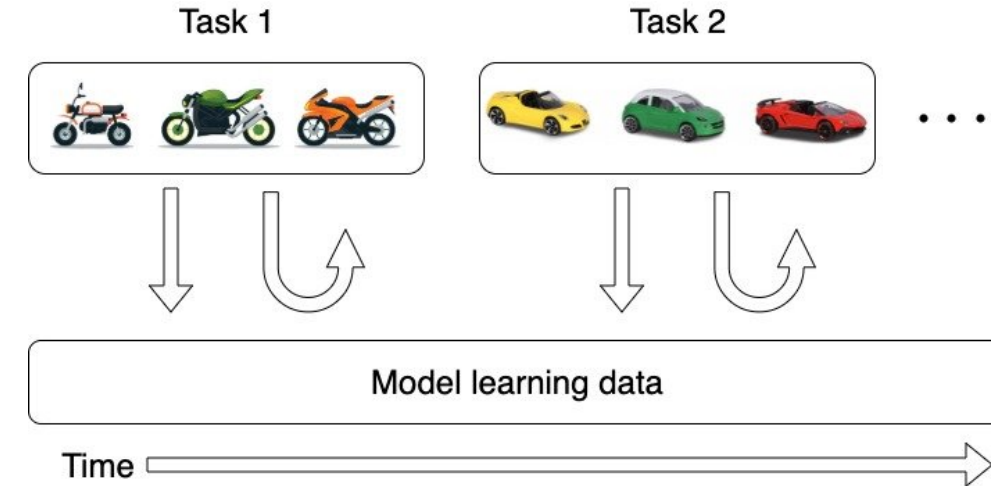 Task 1
Task 2
. . .
Model learning data
Time